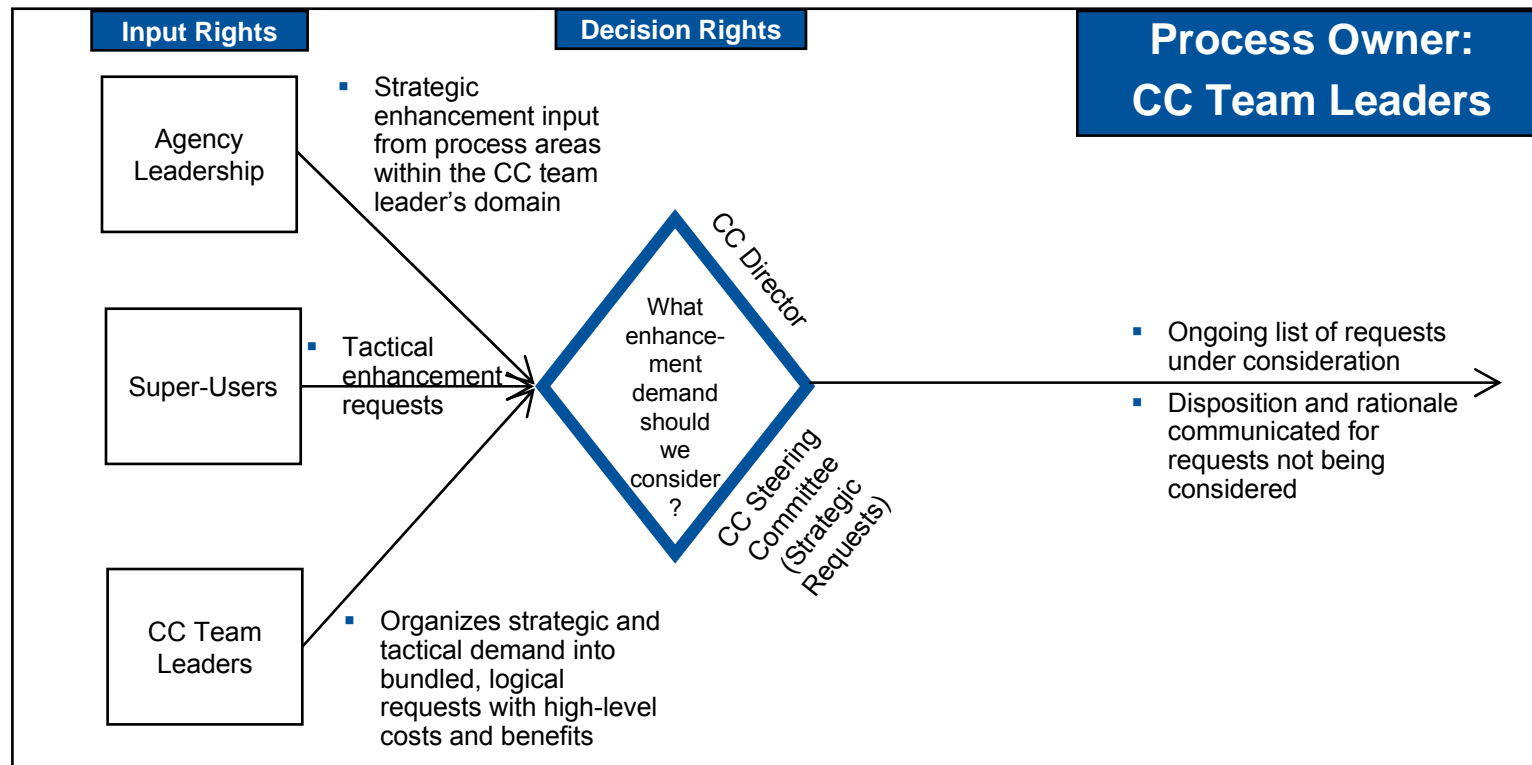 Input Rights
Decision Rights
Process Owner:
CC Team Leaders
Agency
Leadership
▪ Strategic
enhancement input
from process areas
within the CC team
leader’s domain
Super-Users
▪ Tactical
enhancement
requests
CC Team
Leaders
▪ Organizes strategic and
tactical demand into
bundled, logical
requests with high-level
costs and benefits
What
enhance-
ment
demand
should
we
consider
?
CC Director
CC Steering
Committee
(Strategic
Requests)
▪ Ongoing list of requests
under consideration
▪ Disposition and rationale
communicated for
requests not being
considered